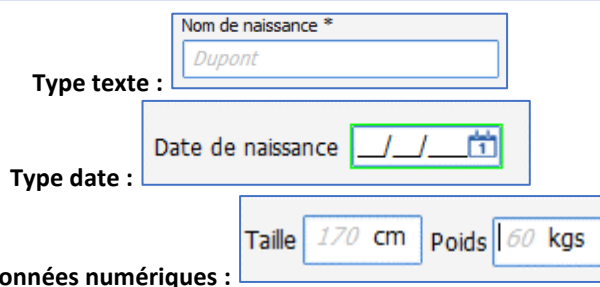 Nom de naissance *
Dupont
Type texte :
Date de naissance __/__/____ 1
Type date :
Taille 170 cm Poids 60 kgs
onnées numériques :